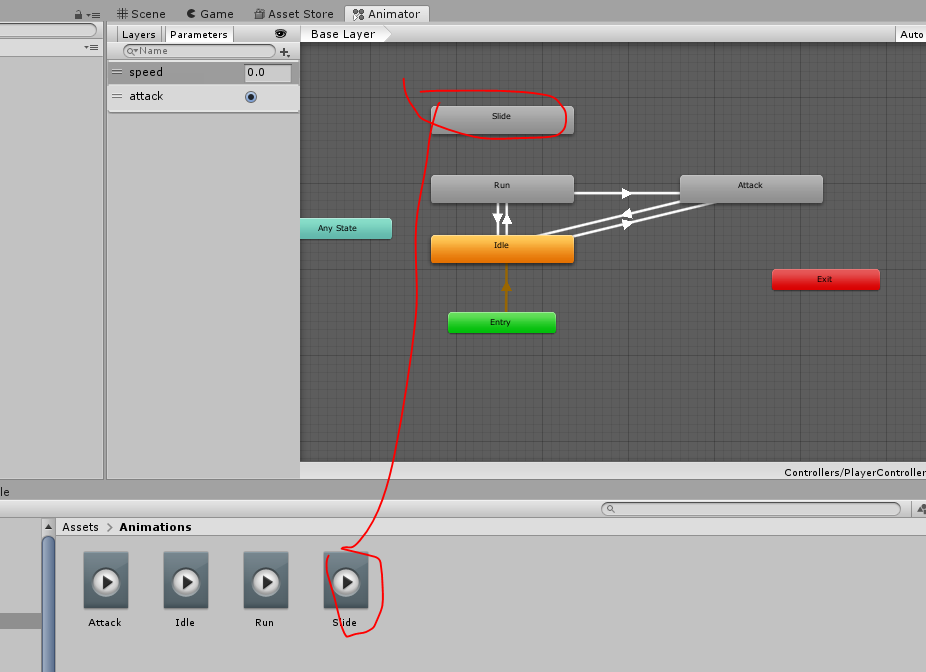 Scene Game Asset Store Animator
Layers Parameters Base Layer Auto
Name
speed 0.0
attack
Slide
Run Attack
Any State
Idle
Exit
Entry
Controllers/PlayerController
le
Assets > Animations
Attack Idle Run Slide